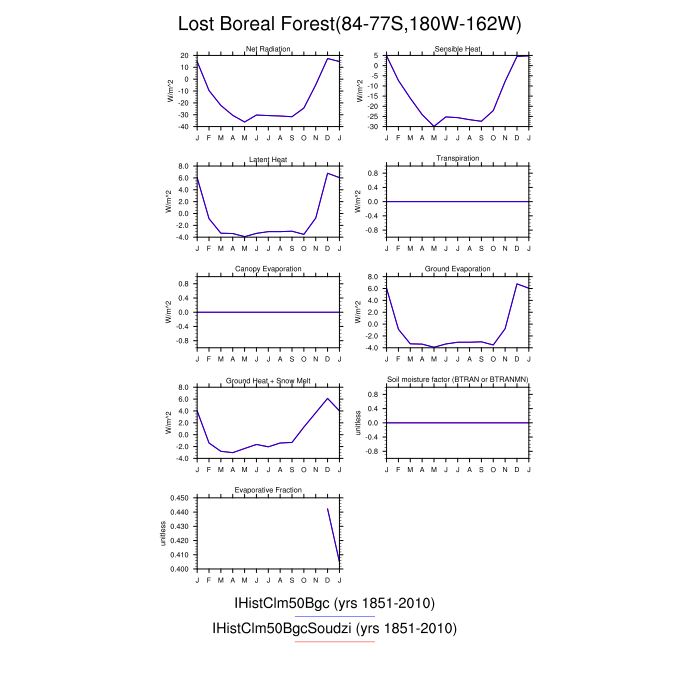 Lost Boreal Forest(84-77S,180W-162W)
Net Radiation
W/m^2
20
10
0
-10
-20
-30
-40
J F M A M J J A S O N D J
Sensible Heat
W/m^2
5
0
-5
-10
-15
-20
-25
-30
J F M A M J J A S O N D J
Latent Heat
W/m^2
8.0
6.0
4.0
2.0
0.0
-2.0
-4.0
J F M A M J J A S O N D J
Transpiration
W/m^2
0.8
0.4
0.0
-0.4
-0.8
J F M A M J J A S O N D J
Canopy Evaporation
W/m^2
0.8
0.4
0.0
-0.4
-0.8
J F M A M J J A S O N D J
Ground Evaporation
W/m^2
8.0
6.0
4.0
2.0
0.0
-2.0
-4.0
J F M A M J J A S O N D J
Ground Heat + Snow Melt
W/m^2
8.0
6.0
4.0
2.0
0.0
-2.0
-4.0
J F M A M J J A S O N D J
Soil moisture factor (BTRAN or BTRANMN)
unitless
0.8
0.4
0.0
-0.4
-0.8
J F M A M J J A S O N D J
Evaporative Fraction
unitless
0.450
0.440
0.430
0.420
0.410
0.400
J F M A M J J A S O N D J
IHistClm50Bgc (yrs 1851-2010)
IHistClm50BgcSoudzi (yrs 1851-2010)